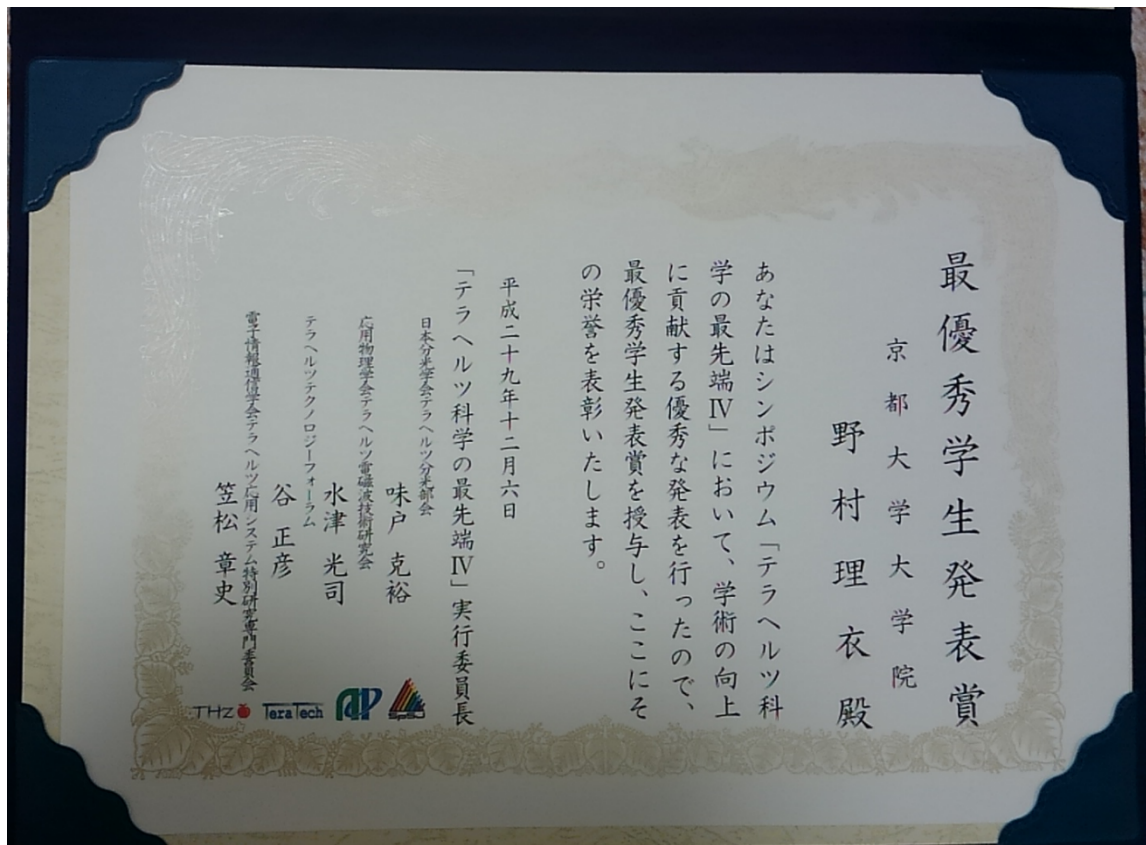 最優秀学生発表賞
京都大学大学院
野村理衣 殿
あなたはシンポジウム「テラヘルツ科
学の最先端Ⅳ」において、学術の向上
に貢献する優秀な発表を行ったので、
最優秀学生発表賞を授与し、ここにそ
の栄誉を表彰いたします。
平成二十九年十二月六日
「テラヘルツ科学の最先端Ⅳ」実行委員長
日本分光学会テラヘルツ分光部会
味戸 克裕
応用物理学会テラヘルツ電磁波技術研究会
水津 光司
テラヘルツテクノロジーフォーラム
谷 正彦
電子情報通信学会テラヘルツ応用システム特別研究専門委員会
笠松 章史
THz
TeraTech